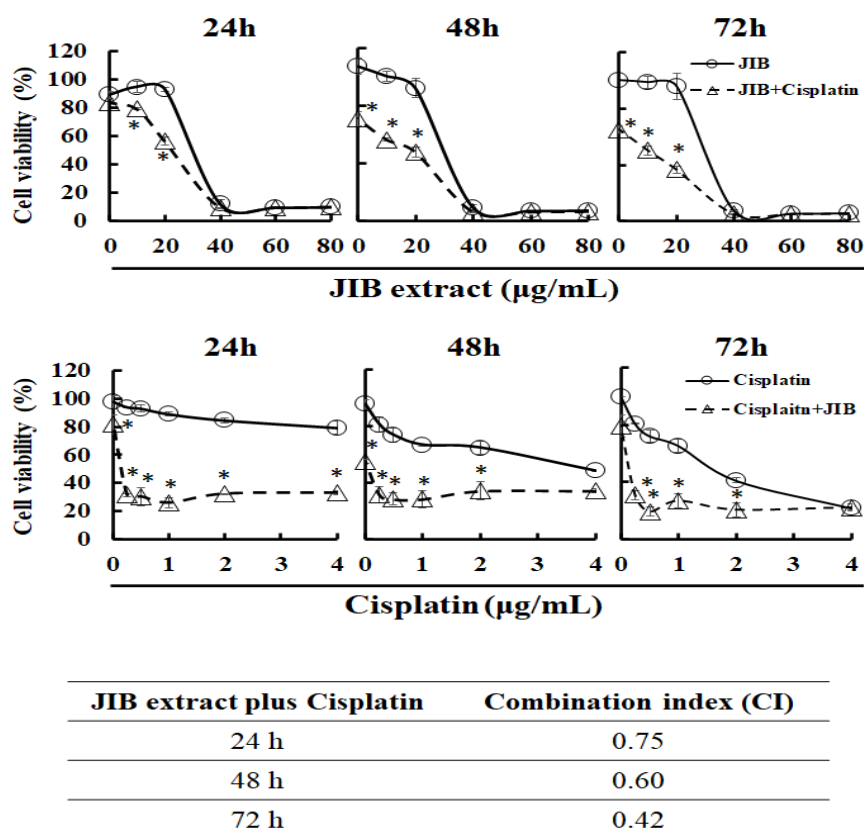 24h 48h 72h
Cell viability (%)
120
100
80
60
40
20
0
JIB
JIB+Cisplatin
* * * * * * * *
0 20 40 60 80 0 20 40 60 80 0 20 40 60 80
JIB extract (µg/mL)
24h 48h 72h
Cell viability (%)
120
100
80
60
40
20
0
Cisplatin
Cisplaitn+JIB
* * * * * * * * * * * * * * *
0 1 2 3 4 0 1 2 3 4 0 1 2 3 4
Cisplatin (µg/mL)
JIB extract plus Cisplatin Combination index (CI)
24 h 0.75
48 h 0.60
72 h 0.42